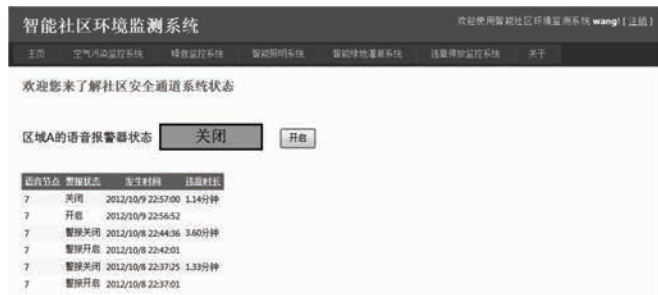 智能社区环境监测系统
欢迎使用智能社区环境监测系统 wang! [ 注销 ]
主页 空气污染监控系统 噪音监控系统 智能照明系统 智能绿地灌溉系统 违章停放监控系统 关于
欢迎您来了解社区安全通道系统状态
区域A的语音报警器状态 关闭 开启
语音节点 警报状态 发生时间 违章时长
7 关闭 2012/10/9 22:57:00 1.14分钟
7 开启 2012/10/9 22:56:52
7 警报关闭 2012/10/8 22:44:36 3.60分钟
7 警报开启 2012/10/8 22:42:01
7 警报关闭 2012/10/8 22:37:25 1.33分钟
7 警报开启 2012/10/8 22:37:01